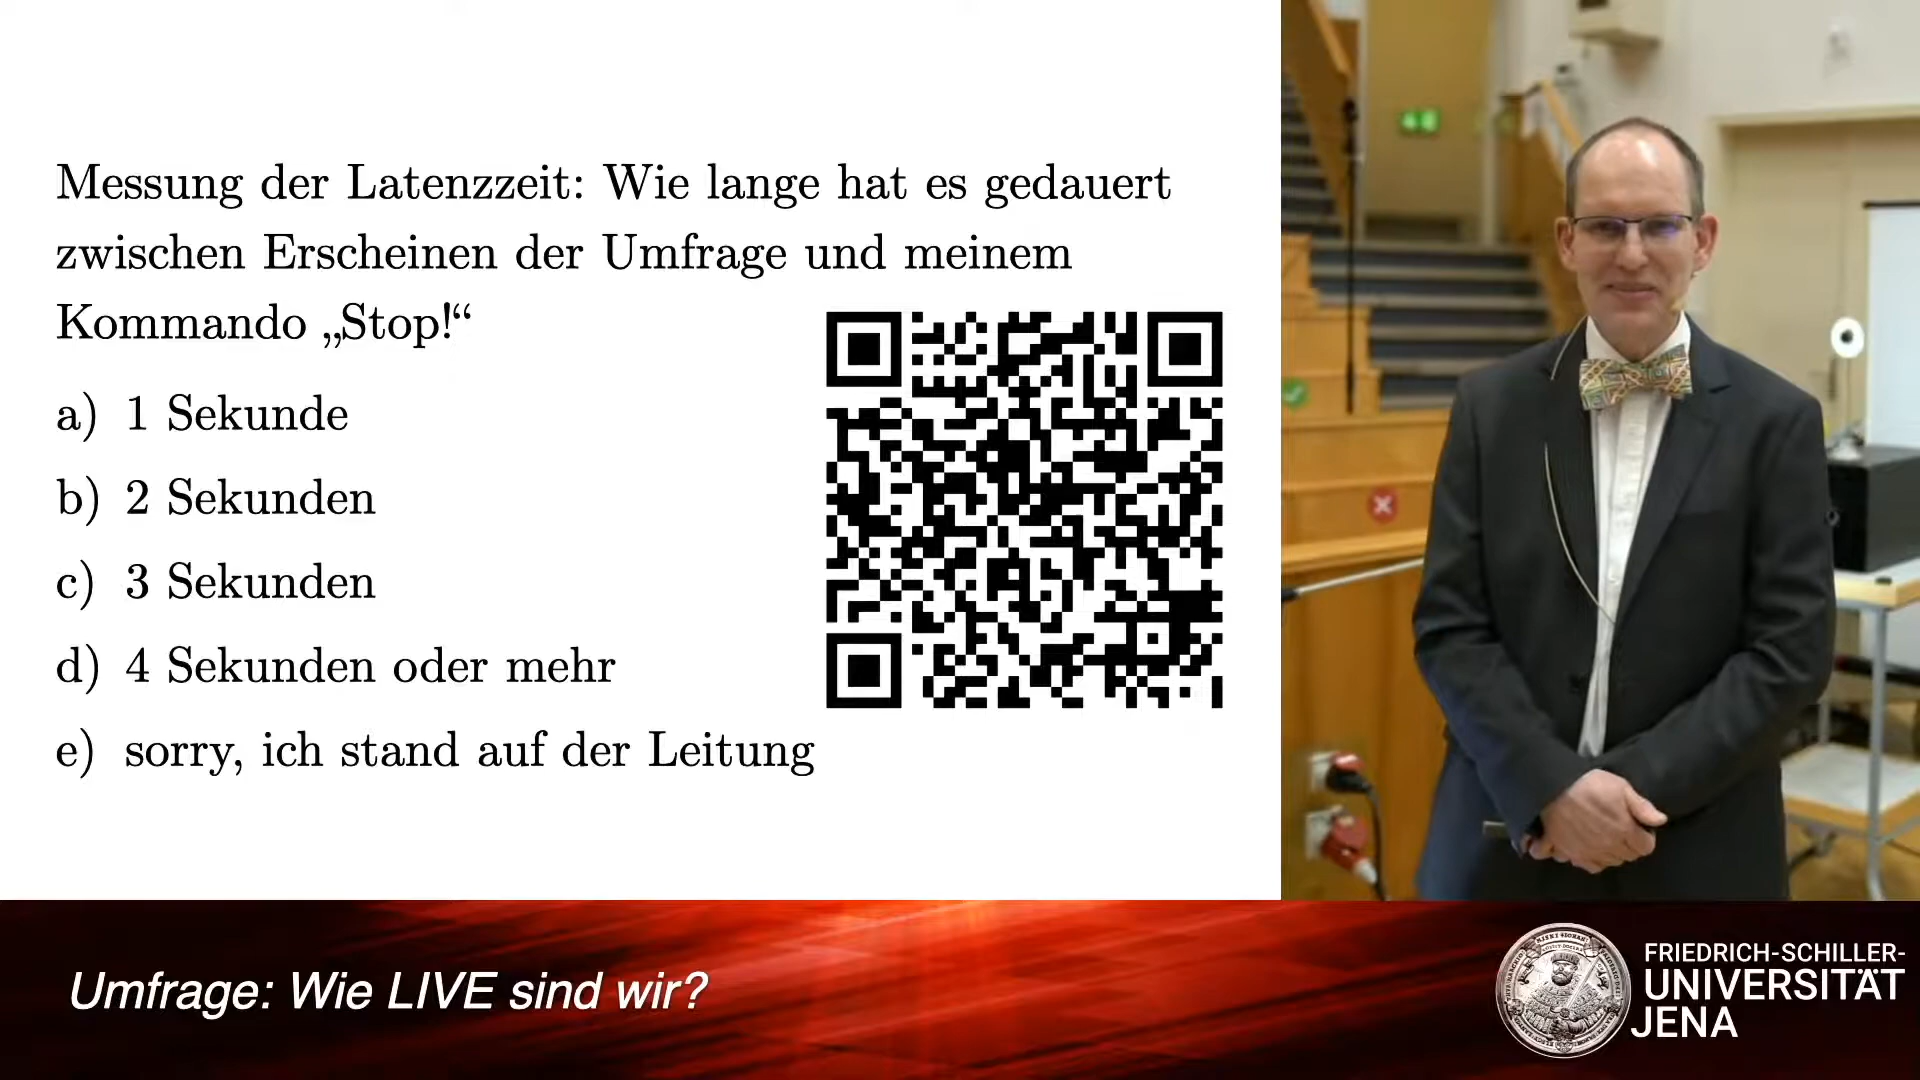 Messung der Latenzzeit: Wie lange hat es gedauert
zwischen Erscheinen der Umfrage und meinem
Kommando „Stop!“
a) 1 Sekunde
b) 2 Sekunden
c) 3 Sekunden
d) 4 Sekunden oder mehr
e) sorry, ich stand auf der Leitung
Umfrage: Wie LIVE sind wir?
FRIEDRICH-SCHILLER-
UNIVERSITÄT
JENA